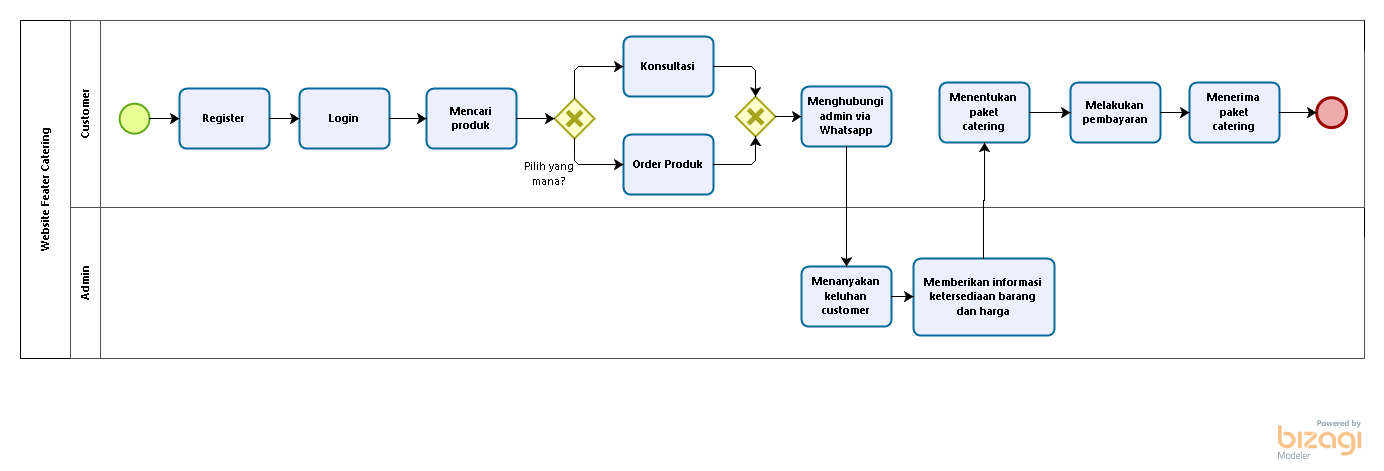 Website Feater Catering
Customer
Admin
Register
Login
Mencari
produk
Pilih yang
mana?
Konsultasi
Order Produk
Menghubungi
admin via
Whatsapp
Menanyakan
keluhan
customer
Memberikan informasi
ketersediaan barang
dan harga
Menentukan
paket
catering
Melakukan
pembayaran
Menerima
paket
catering
Powered by
bizagi
Modeler